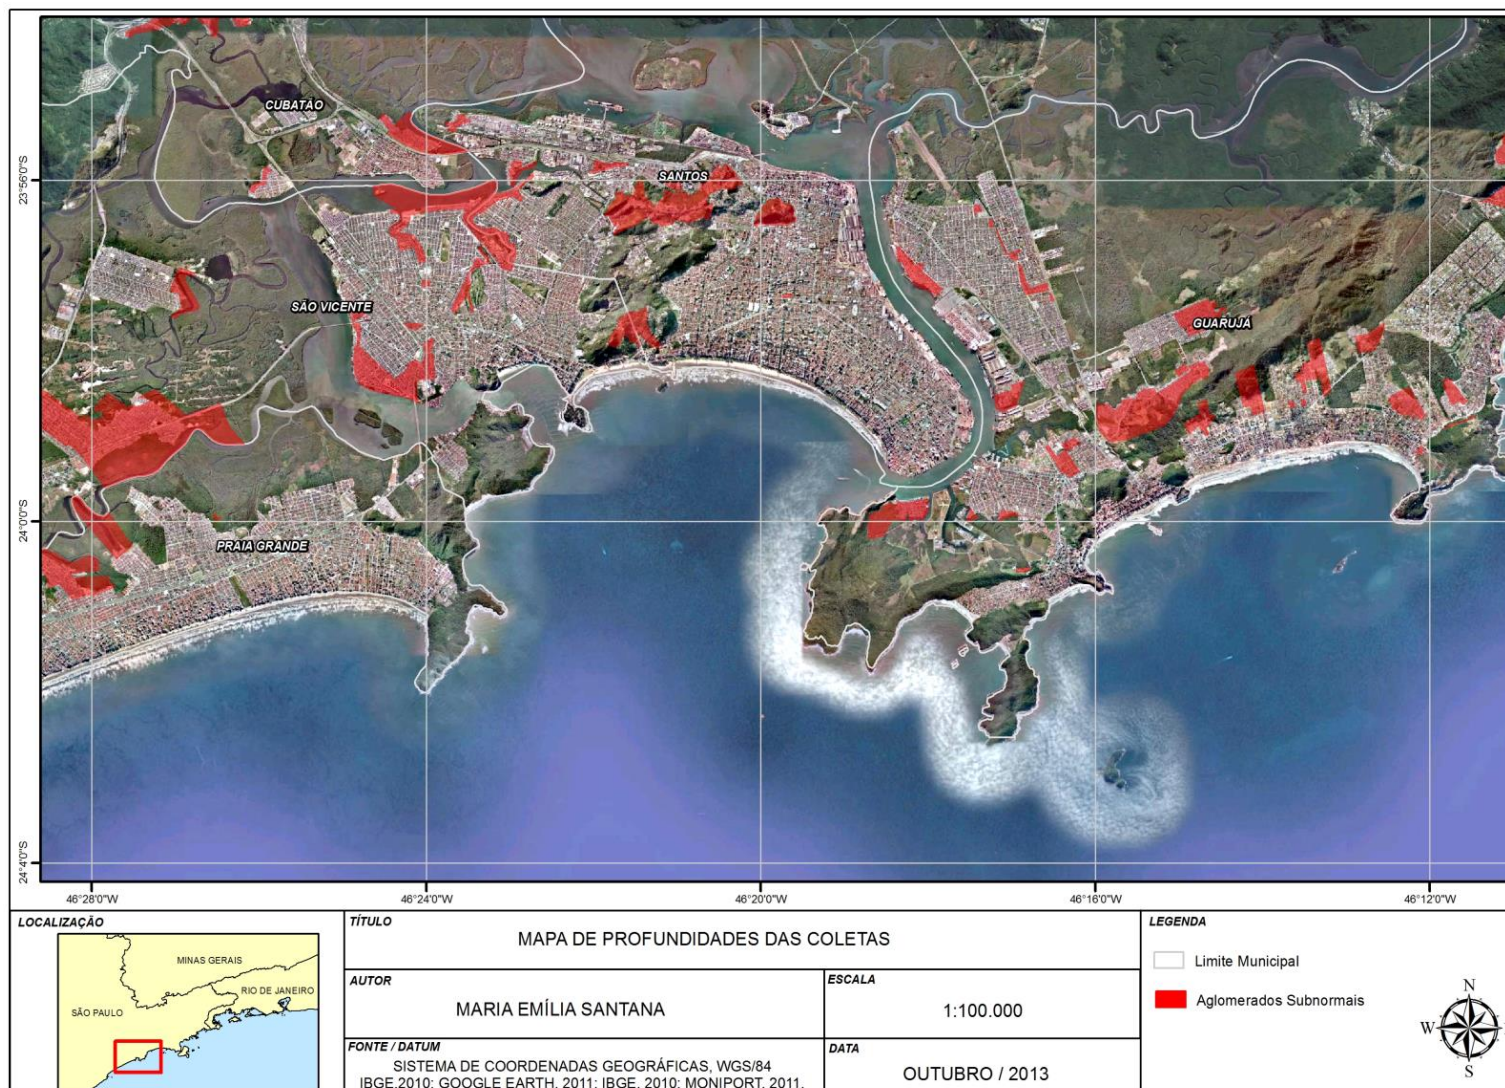 CUBATÃO
SANTOS
SÃO VICENTE
GUARUJÁ
PRAIA GRANDE
23°56'0"S
24°0'0"S
24°4'0"S
46°28'0"W
46°24'0"W
46°20'0"W
46°16'0"W
46°12'0"W
LOCALIZAÇÃO
MINAS GERAIS
RIO DE JANEIRO
SÃO PAULO
TÍTULO
MAPA DE PROFUNDIDADES DAS COLETAS
AUTOR
MARIA EMÍLIA SANTANA
ESCALA
1:100.000
FONTE / DATUM
SISTEMA DE COORDENADAS GEOGRÁFICAS, WGS/84
IBGE,2010; GOOGLE EARTH, 2011; IBGE, 2010; MONIPORT, 2011.
DATA
OUTUBRO / 2013
LEGENDA
Limite Municipal
Aglomerados Subnormais
N
W
S